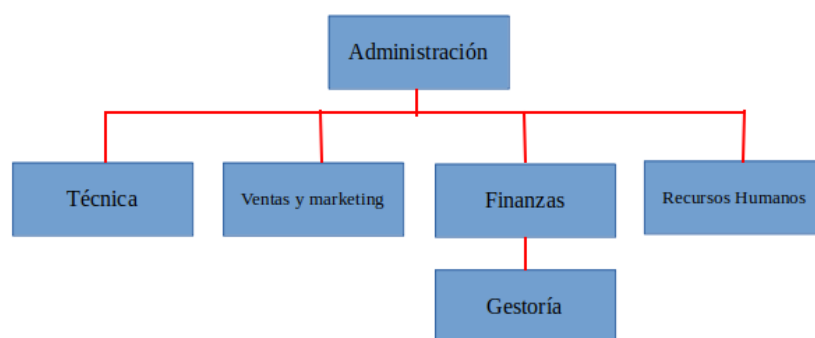 Administración
Técnica
Ventas y marketing
Finanzas
Recursos Humanos
Gestoría